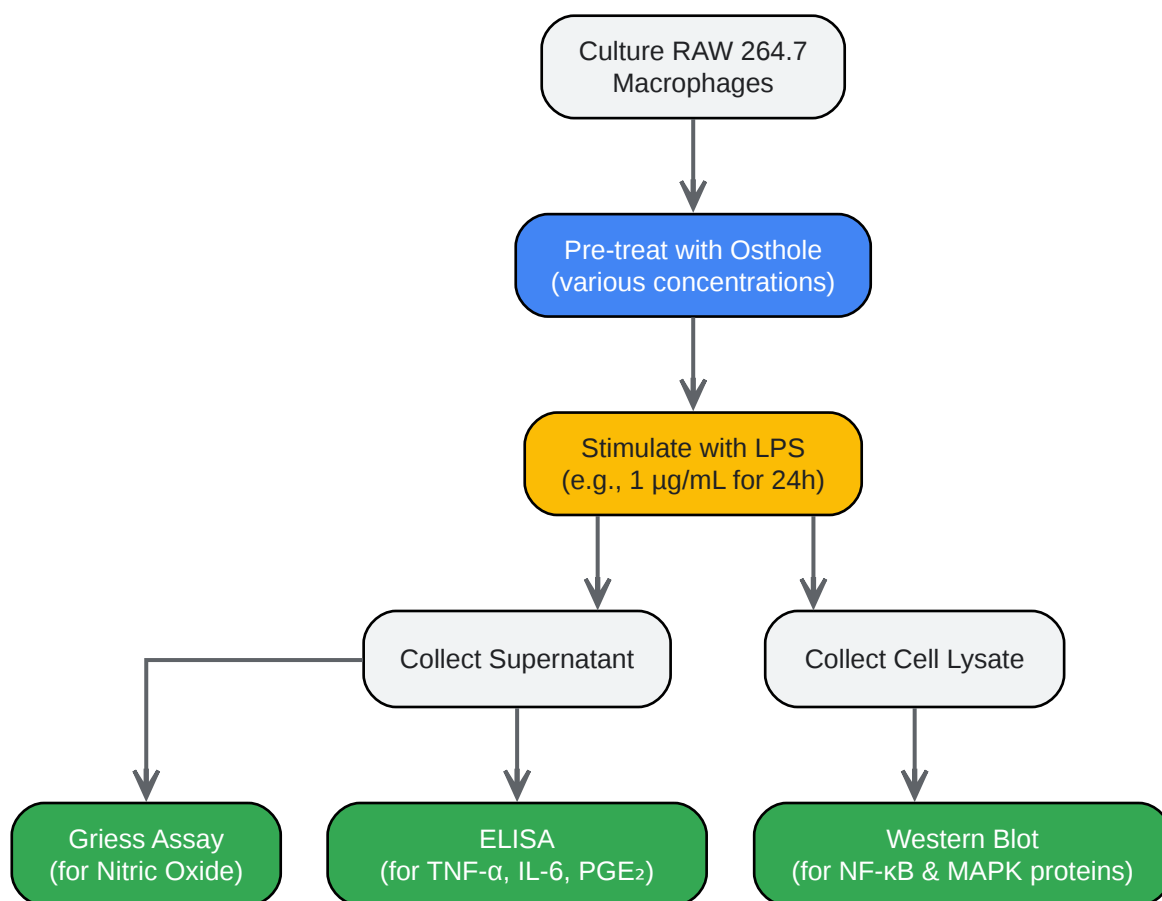 Culture RAW 264.7
Macrophages
Pre-treat with Osthole
(various concentrations)
Stimulate with LPS
(e.g., 1 µg/mL for 24h)
Collect Supernatant
Collect Cell Lysate
Griess Assay
(for Nitric Oxide)
ELISA
(for TNF-α, IL-6, PGE₂)
Western Blot
(for NF-κB & MAPK proteins)